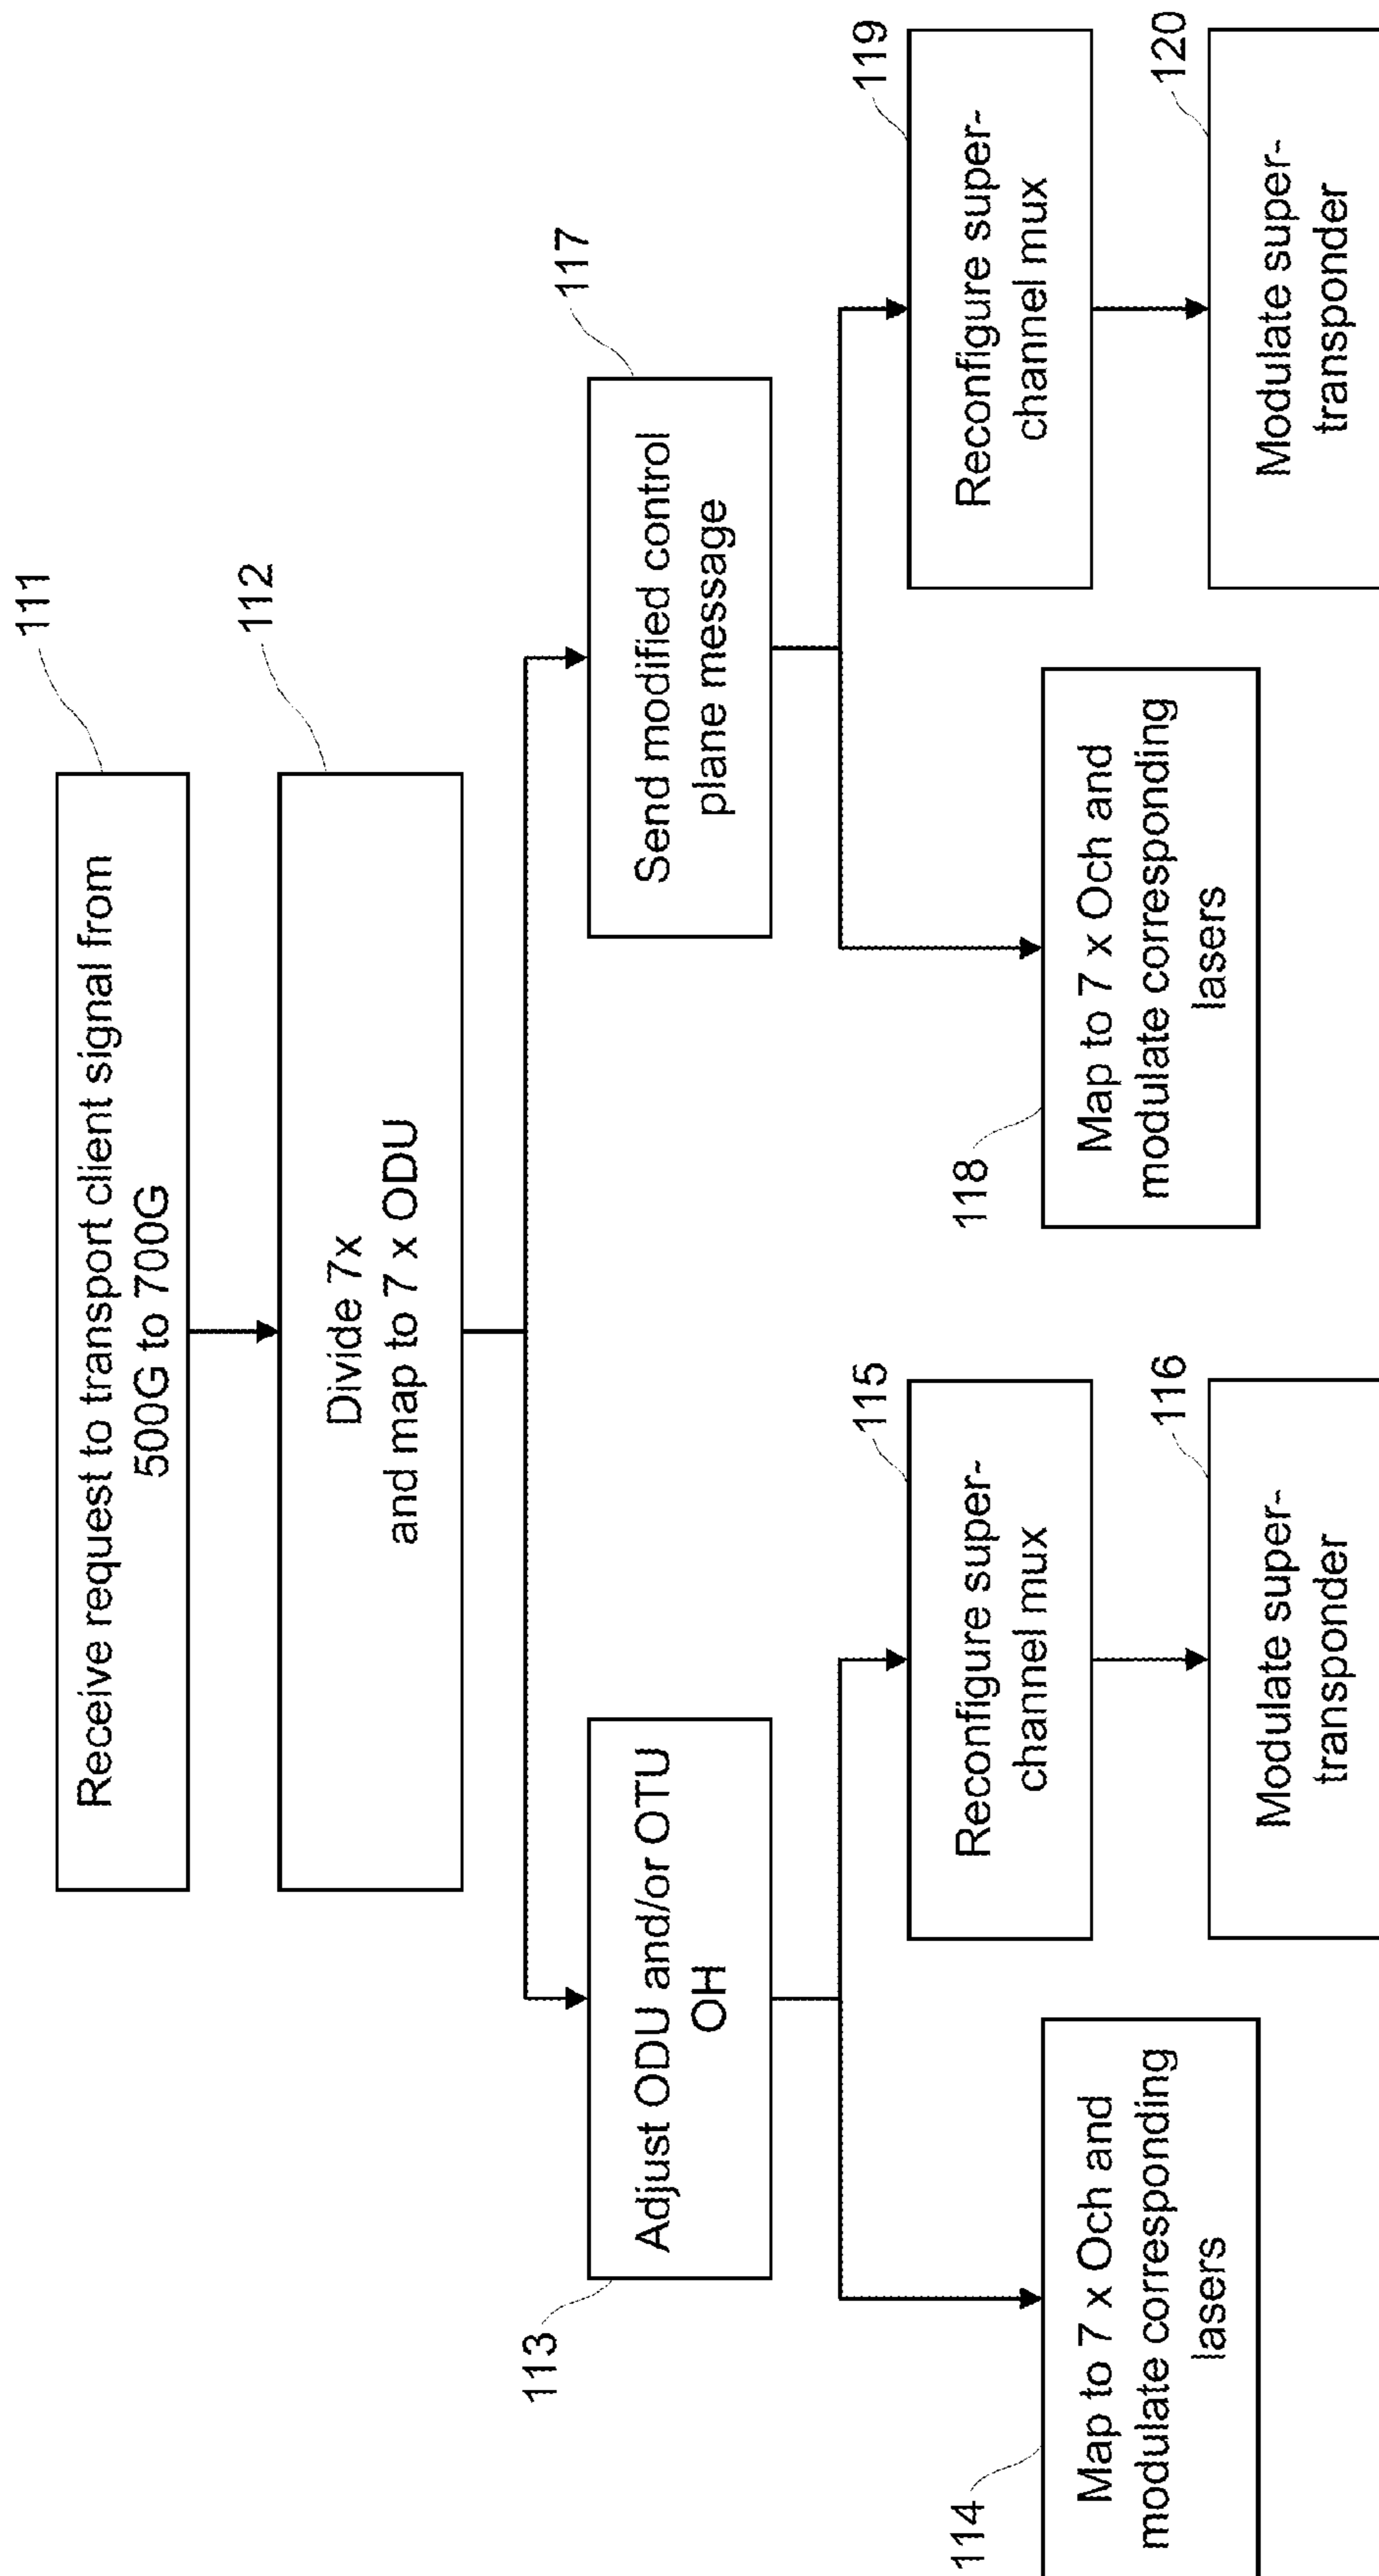 111
Receive request to transport client signal from
500G to 700G
112
Divide 7x
and map to 7 x ODU
113
Adjust ODU and/or OTU
OH
117
Send modified control
plane message
114
Map to 7 x Och and
modulate corresponding
lasers
115
Reconfigure super-
channel mux
116
Modulate super-
transponder
118
Map to 7 x Och and
modulate corresponding
lasers
119
Reconfigure super-
channel mux
120
Modulate super-
transponder